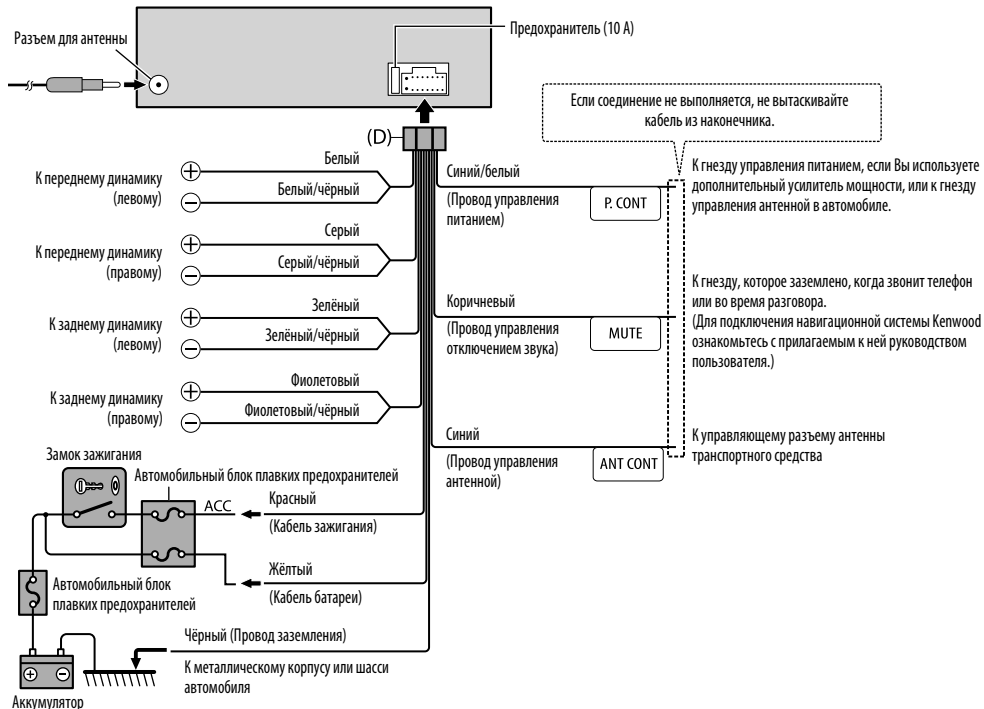 Разъем для антенны
Предохранитель (10 А)
Если соединение не выполняется, не вытаскивайте
кабель из наконечника.
(D)
К переднему динамику
(левому)
Белый
Белый/чёрный
К переднему динамику
(правому)
Серый
Серый/чёрный
К заднему динамику
(левому)
Зелёный
Зелёный/чёрный
К заднему динамику
(правому)
Фиолетовый
Фиолетовый/чёрный
Синий/белый
(Провод управления
питанием)
P. CONT
К гнезду управления питанием, если Вы используете
дополнительный усилитель мощности, или к гнезду
управления антенной в автомобиле.
Коричневый
(Провод управления
отключением звука)
MUTE
К гнезду, которое заземлено, когда звонит телефон
или во время разговора.
(Для подключения навигационной системы Kenwood
ознакомьтесь с прилагаемым к ней руководством
пользователя.)
Синий
(Провод управления
антенной)
ANT CONT
К управляющему разъему антенны
транспортного средства
Замок зажигания
Автомобильный блок плавких предохранителей
ACC
Красный
(Кабель зажигания)
Жёлтый
(Кабель батареи)
Автомобильный блок
плавких предохранителей
Чёрный (Провод заземления)
К металлическому корпусу или шасси
автомобиля
Аккумулятор